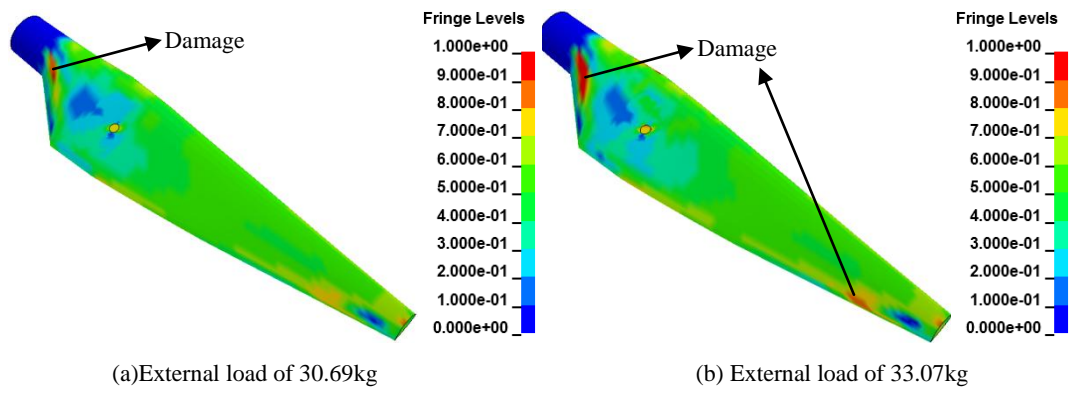 Fringe Levels
1.000e+00
9.000e-01
8.000e-01
7.000e-01
6.000e-01
5.000e-01
4.000e-01
3.000e-01
2.000e-01
1.000e-01
0.000e+00
Damage
(a)External load of 30.69kg
Fringe Levels
1.000e+00
9.000e-01
8.000e-01
7.000e-01
6.000e-01
5.000e-01
4.000e-01
3.000e-01
2.000e-01
1.000e-01
0.000e+00
Damage
(b) External load of 33.07kg